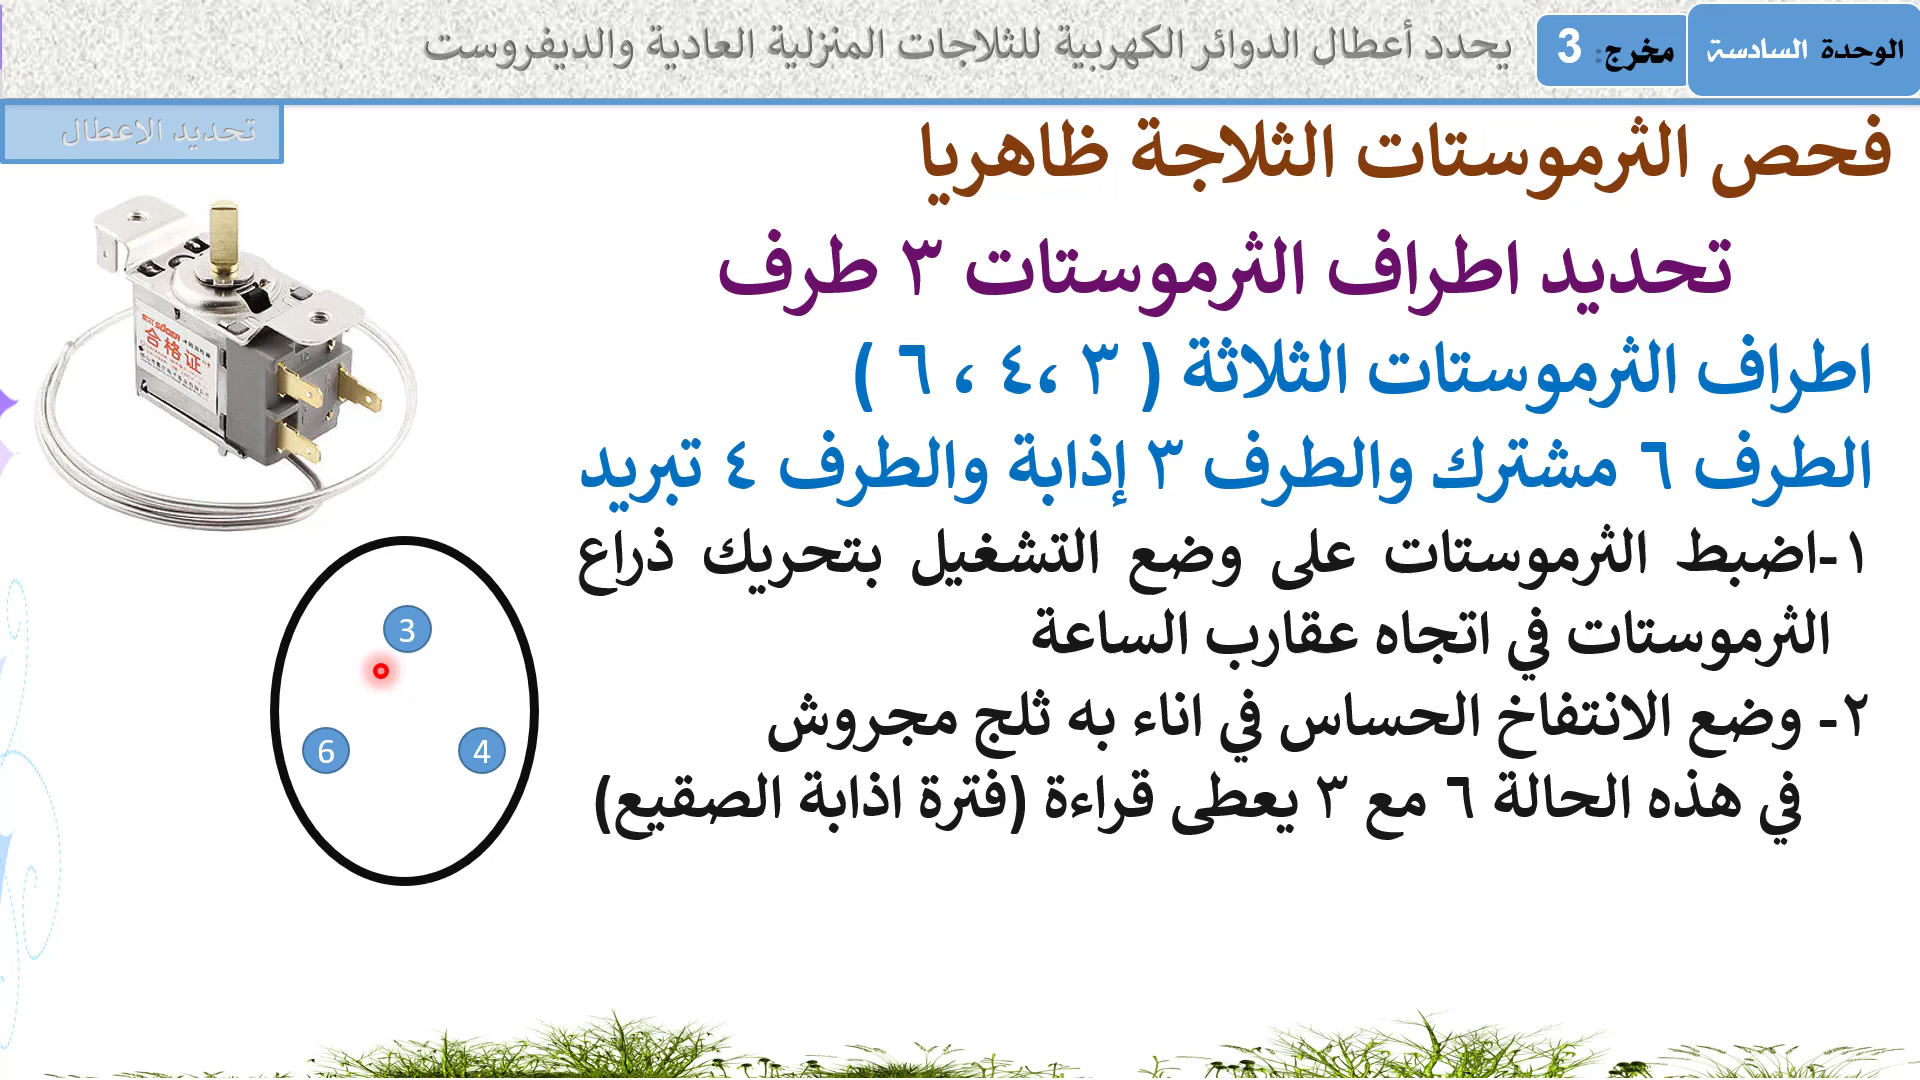 الوحدة السادسة
مخرج: 3
يحدد أعطال الدوائر الكهربية للثلاجات المنزلية العادية والديفروست
تحديد الاعطال
فحص الثرموستات الثلاجة ظاهريا
تحديد اطراف الثرموستات ٣ طرف
اطراف الثرموستات الثلاثة ( ٣ ،٤ ، ٦ )
الطرف ٦ مشترك والطرف ٣ إذابة والطرف ٤ تبريد
١-اضبط الثرموستات على وضع التشغيل بتحريك ذراع
الثرموستات في اتجاه عقارب الساعة
٢- وضع الانتفاخ الحساس في اناء به ثلج مجروش
في هذه الحالة ٦ مع ٣ يعطى قراءة (فترة اذابة الصقيع)
合格证
3
6
4